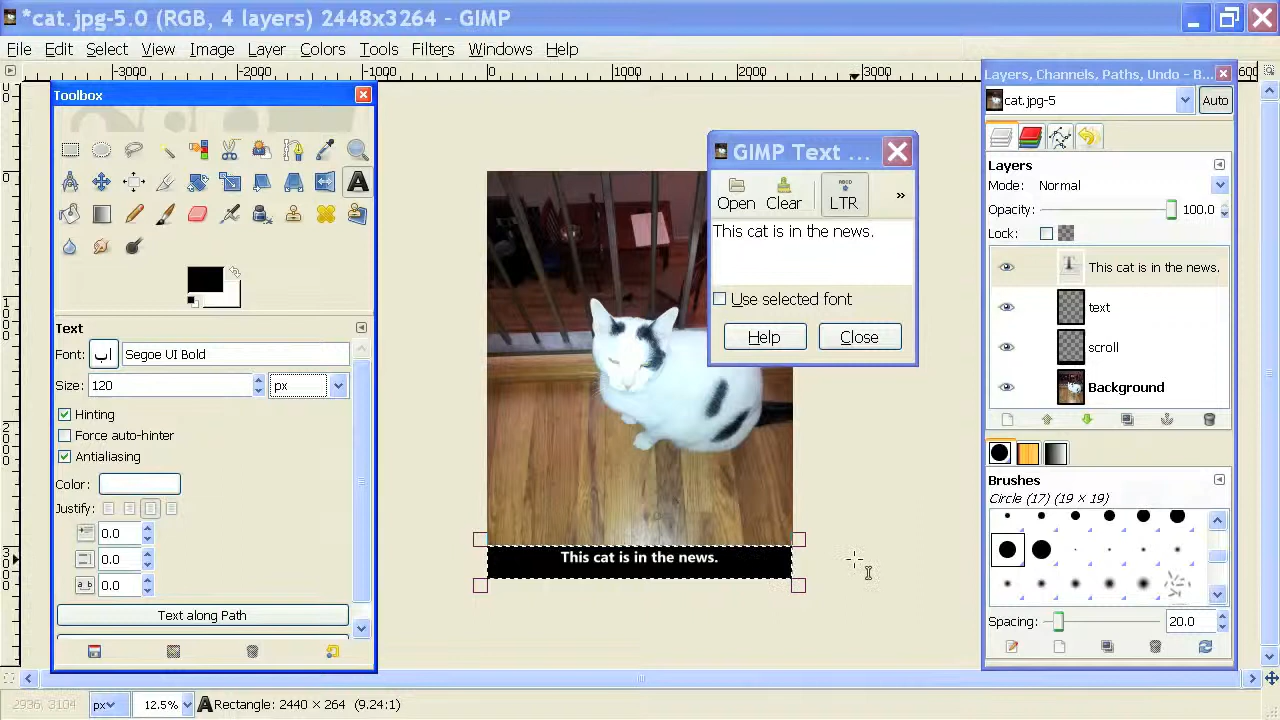 *cat.jpg-5.0 (RGB, 4 layers) 2448x3264 - GIMP
File Edit Select View Image Layer Colors Tools Filters Windows Help
-3000 -2000 -1000 0 1000 2000 3000
Toolbox
Text
Font: Segoe UI Bold
Size: 120 px
Hinting
Force auto-hinter
Antialiasing
Color:
Justify:
0.0
0.0
0.0
Text along Path
GIMP Text ...
Open Clear LTR »
This cat is in the news.
Use selected font
Help Close
This cat is in the news.
Layers, Channels, Paths, Undo - B...
cat.jpg-5 Auto
Layers
Mode: Normal
Opacity: 100.0
Lock:
This cat is in the news.
text
scroll
Background
Brushes
Circle (17) (19 × 19)
Spacing: 20.0
2936, 3104 px 12.5% Rectangle: 2440 × 264 (9.24:1)